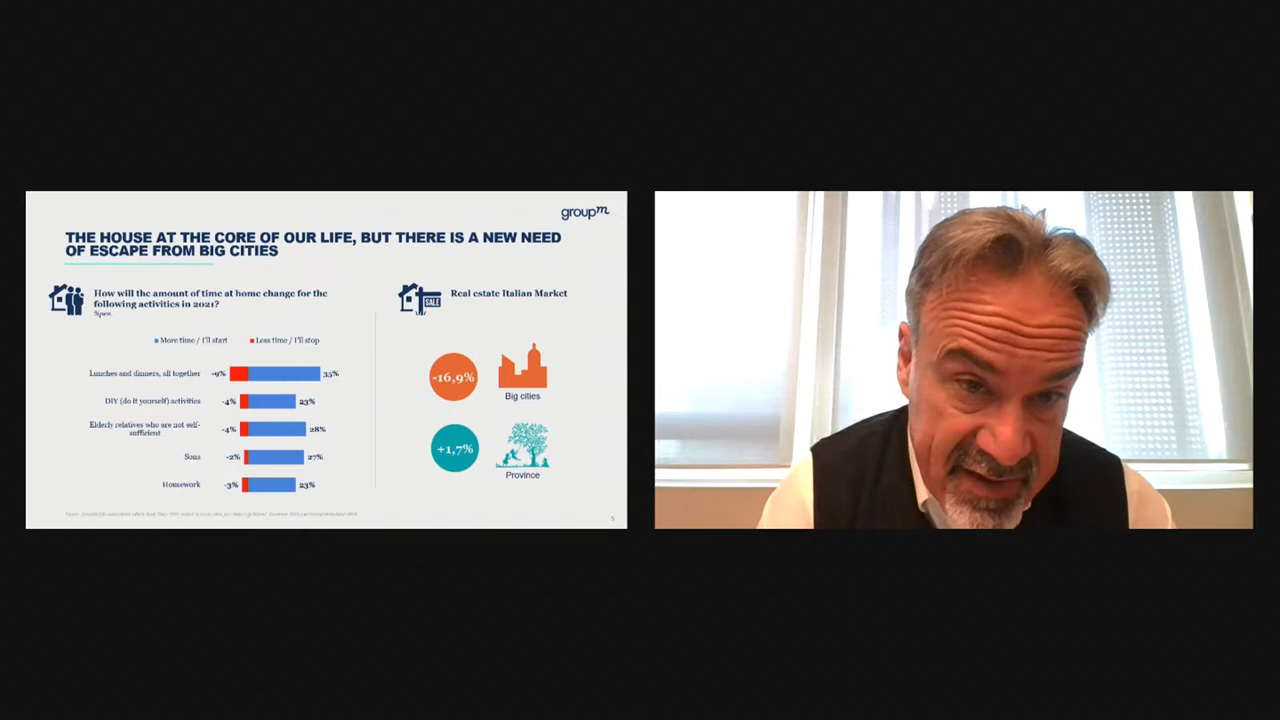 groupm
THE HOUSE AT THE CORE OF OUR LIFE, BUT THERE IS A NEW NEED
OF ESCAPE FROM BIG CITIES
How will the amount of time at home change for the
following activities in 2021?
More time / I'll start
Less time / I'll stop
Lunches and dinners, all together
-9%
35%
DIY (do it yourself) activities
-4%
23%
Elderly relatives who are not self-
sufficient
-4%
28%
Sons
-2%
27%
Housework
-3%
23%
SALE
Real estate Italian Market
-16,9%
Big cities
+1,7%
Province
5